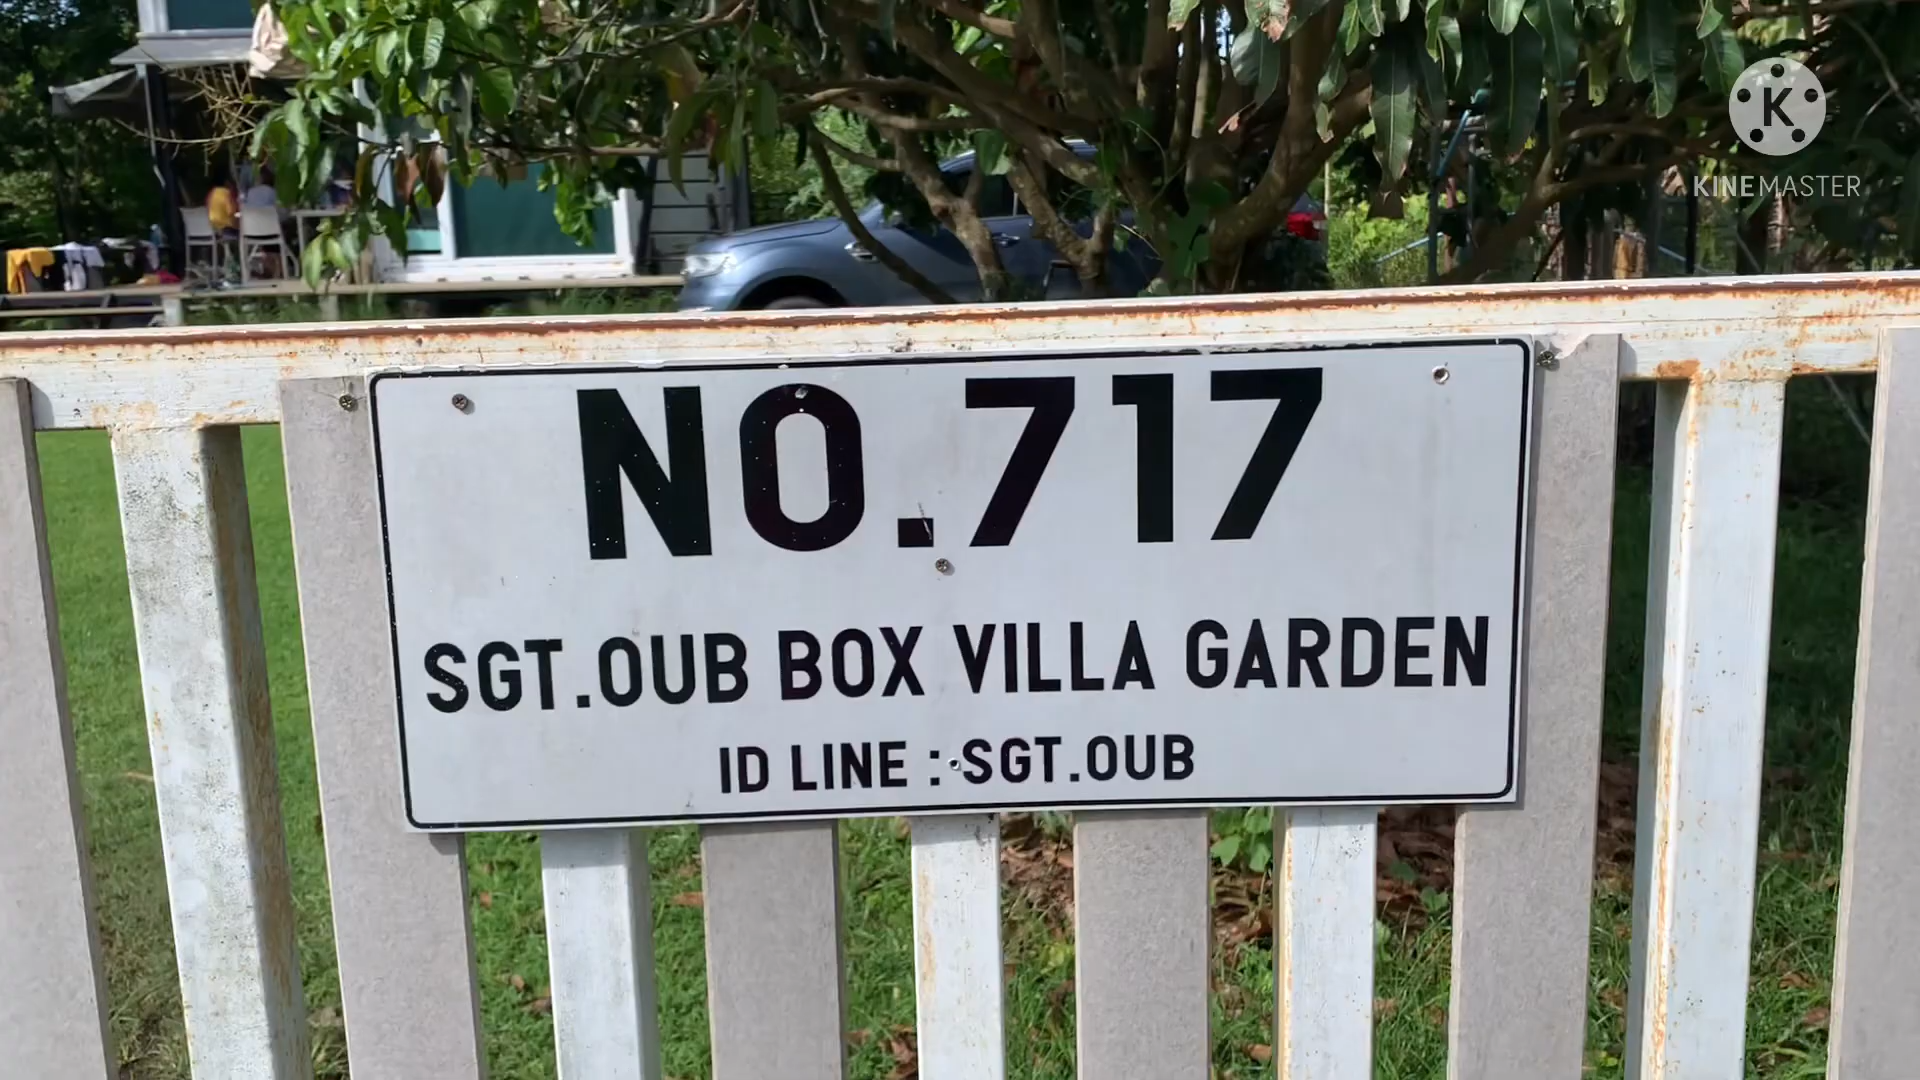 K
KINEMASTER
NO.717
SGT.OUB BOX VILLA GARDEN
ID LINE : SGT.OUB